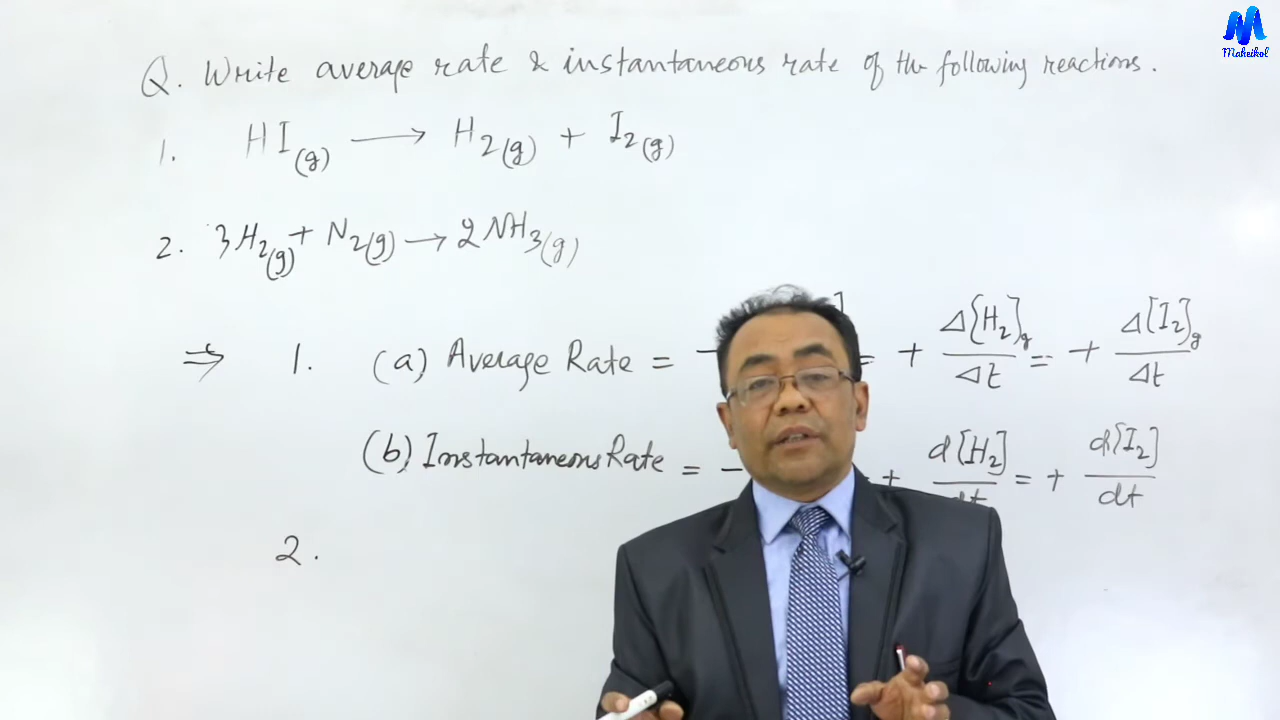 Makeikol
Q. Write average rate & instantaneous rate of the following reactions.
1. HI(g) ⟶ H2(g) + I2(g)
2. 3H2(g) + N2(g) → 2NH3(g)
⇒ 1. (a) Average Rate = − ] = + Δ[H2]g/Δt = + Δ[I2]g/Δt
(b) Instantaneous Rate = − + d[H2]/dt = + d[I2]/dt
2.